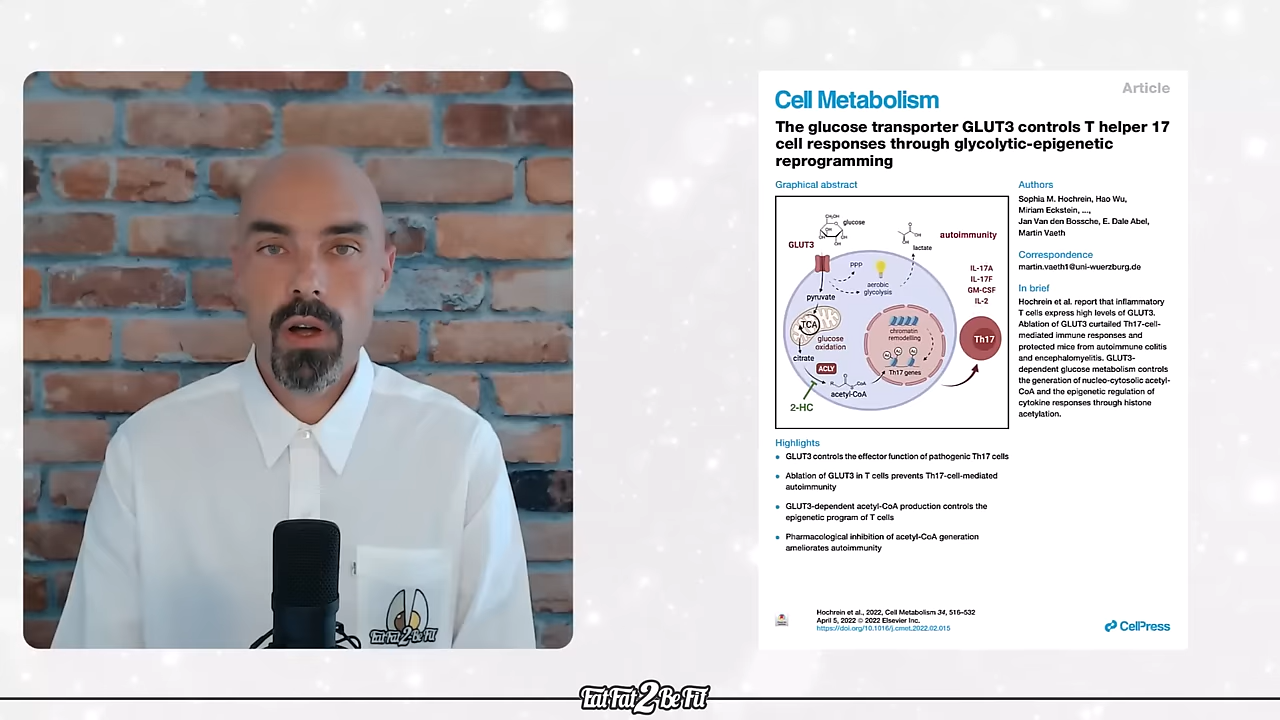 Article
Cell Metabolism
The glucose transporter GLUT3 controls T helper 17
cell responses through glycolytic-epigenetic
reprogramming
Graphical abstract
CH₂OH
glucose
OH
GLUT3
lactate
autoimmunity
PPP
aerobic
glycolysis
pyruvate
TCA
glucose
oxidation
citrate
ACLY
acetyl-CoA
2-HC
chromatin
remodelling
Ac
Ac
Ac
Th17 genes
IL-17A
IL-17F
GM-CSF
IL-2
Th17
Authors
Sophia M. Hochrein, Hao Wu,
Miriam Eckstein, ...,
Jan Van den Bossche, E. Dale Abel,
Martin Vaeth
Correspondence
martin.vaeth1@uni-wuerzburg.de
In brief
Hochrein et al. report that inflammatory
T cells express high levels of GLUT3.
Ablation of GLUT3 curtailed Th17-cell-
mediated immune responses and
protected mice from autoimmune colitis
and encephalomyelitis. GLUT3-
dependent glucose metabolism controls
the generation of nucleo-cytosolic acetyl-
CoA and the epigenetic regulation of
cytokine responses through histone
acetylation.
Highlights
• GLUT3 controls the effector function of pathogenic Th17 cells
• Ablation of GLUT3 in T cells prevents Th17-cell-mediated
autoimmunity
• GLUT3-dependent acetyl-CoA production controls the
epigenetic program of T cells
• Pharmacological inhibition of acetyl-CoA generation
ameliorates autoimmunity
Hochrein et al., 2022, Cell Metabolism 34, 516–532
April 5, 2022 © 2022 Elsevier Inc.
https://doi.org/10.1016/j.cmet.2022.02.015
CellPress
Eat Fat 2 Be Fit
Eat Fat 2 Be Fit